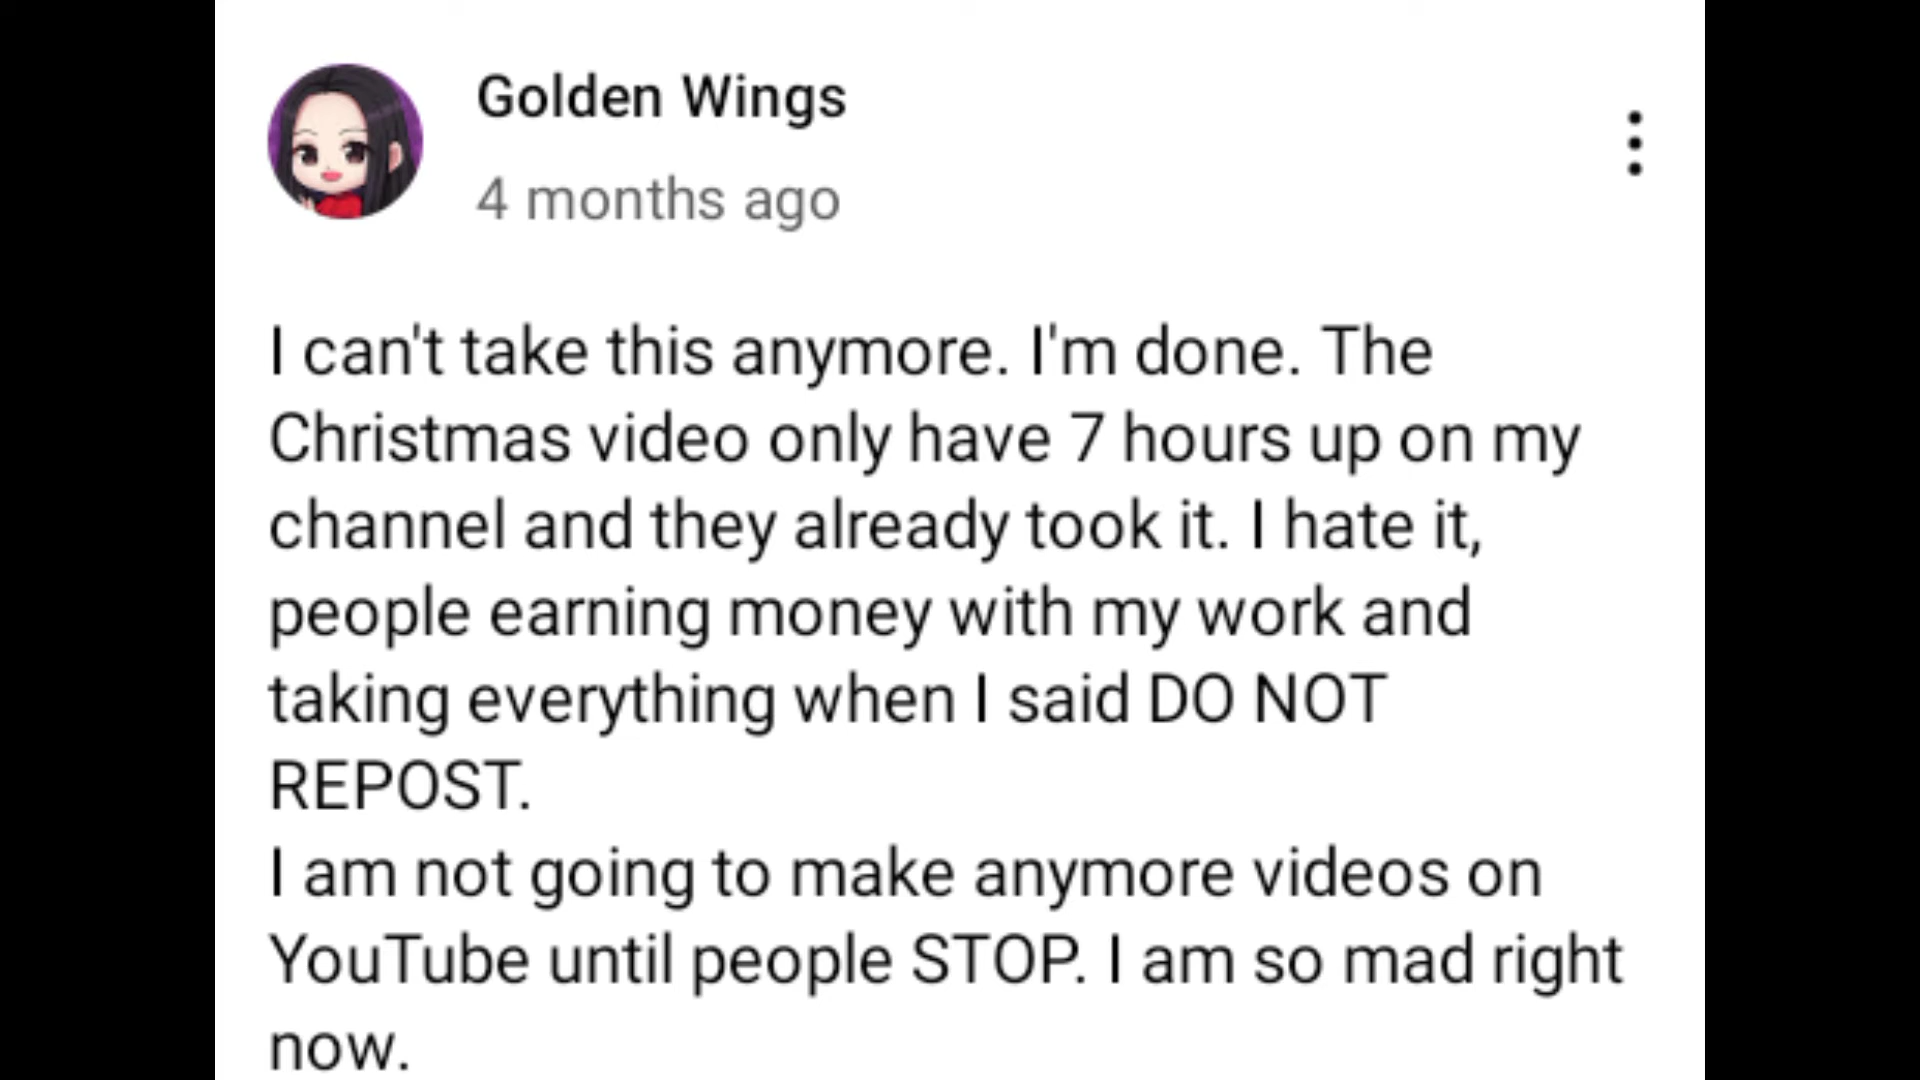 Golden Wings
4 months ago
I can't take this anymore. I'm done. The
Christmas video only have 7 hours up on my
channel and they already took it. I hate it,
people earning money with my work and
taking everything when I said DO NOT
REPOST.
I am not going to make anymore videos on
YouTube until people STOP. I am so mad right
now.